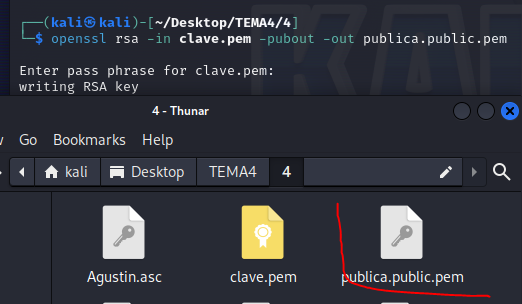 ┌──(kali㉿kali)-[~/Desktop/TEMA4/4]
└─$ openssl rsa -in clave.pem -pubout -out publica.public.pem
Enter pass phrase for clave.pem:
writing RSA key
4 - Thunar
Go Bookmarks Help
kali Desktop TEMA4 4
Agustin.asc clave.pem publica.public.pem